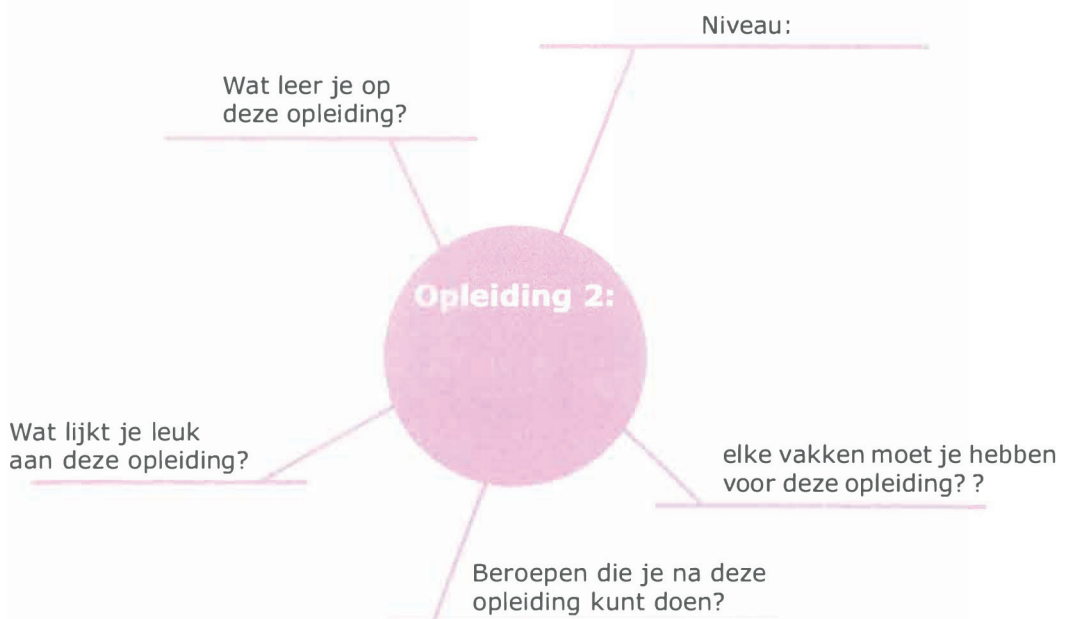 Niveau:
Wat leer je op
deze opleiding?
Opleiding 2:
Wat lijkt je leuk
aan deze opleiding?
elke vakken moet je hebben
voor deze opleiding? ?
Beroepen die je na deze
opleiding kunt doen?